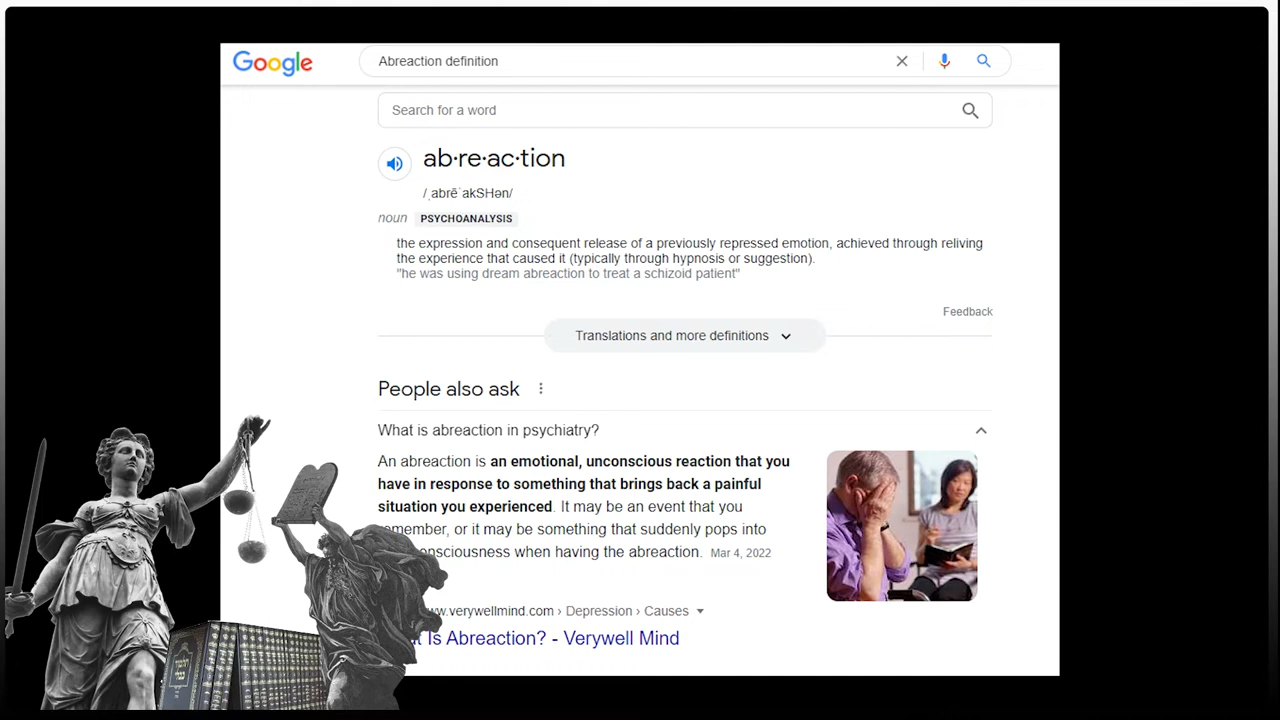 Google
Abreaction definition
Search for a word
ab·re·ac·tion
/ˌabrēˈakSHən/
noun PSYCHOANALYSIS
the expression and consequent release of a previously repressed emotion, achieved through reliving
the experience that caused it (typically through hypnosis or suggestion).
"he was using dream abreaction to treat a schizoid patient"
Feedback
Translations and more definitions
People also ask
What is abreaction in psychiatry?
An abreaction is an emotional, unconscious reaction that you
have in response to something that brings back a painful
situation you experienced. It may be an event that you
remember, or it may be something that suddenly pops into
when having the abreaction. Mar 4, 2022
www.verywellmind.com › Depression › Causes
Is Abreaction? - Verywell Mind